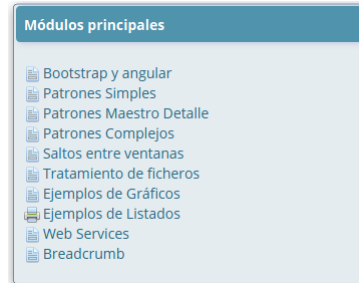 Módulos principales
Bootstrap y angular
Patrones Simples
Patrones Maestro Detalle
Patrones Complejos
Saltos entre ventanas
Tratamiento de ficheros
Ejemplos de Gráficos
Ejemplos de Listados
Web Services
Breadcrumb